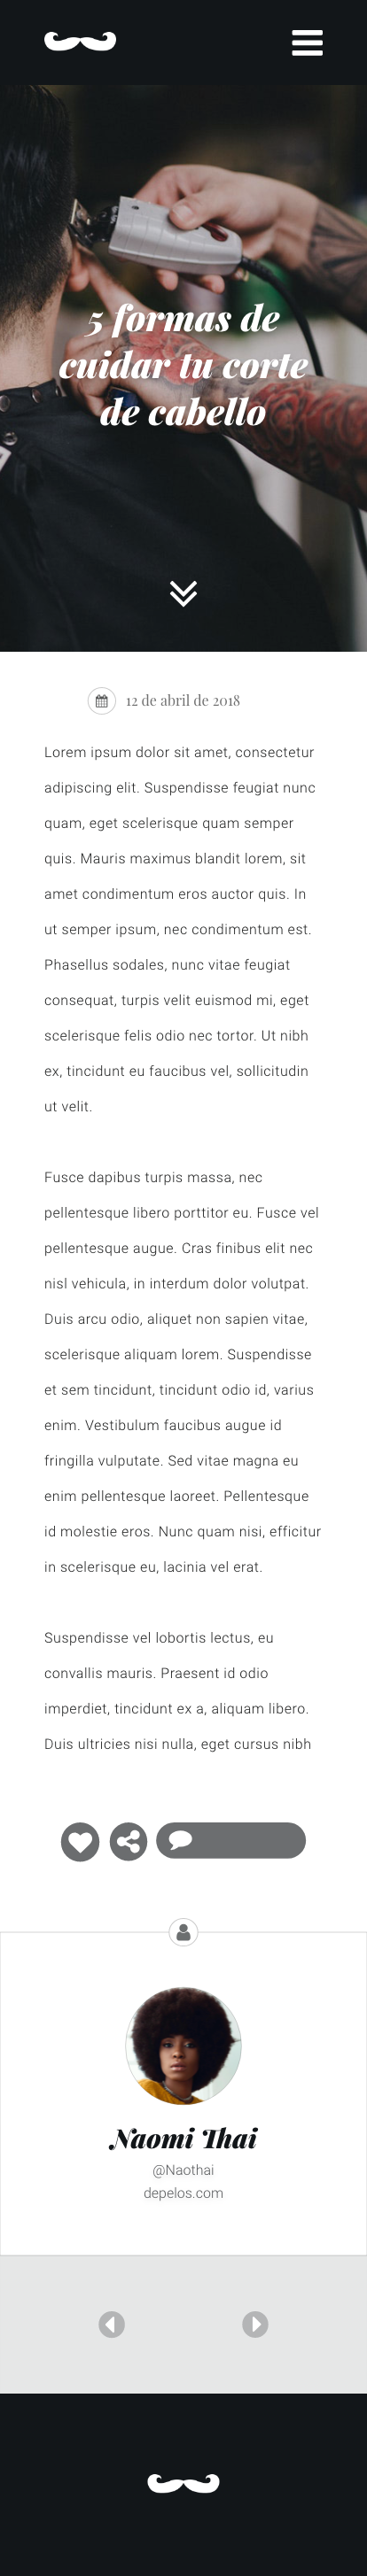 5 formas de
cuidar tu corte
de cabello
12 de abril de 2018
Lorem ipsum dolor sit amet, consectetur
adipiscing elit. Suspendisse feugiat nunc
quam, eget scelerisque quam semper
quis. Mauris maximus blandit lorem, sit
amet condimentum eros auctor quis. In
ut semper ipsum, nec condimentum est.
Phasellus sodales, nunc vitae feugiat
consequat, turpis velit euismod mi, eget
scelerisque felis odio nec tortor. Ut nibh
ex, tincidunt eu faucibus vel, sollicitudin
ut velit.
Fusce dapibus turpis massa, nec
pellentesque libero porttitor eu. Fusce vel
pellentesque augue. Cras finibus elit nec
nisl vehicula, in interdum dolor volutpat.
Duis arcu odio, aliquet non sapien vitae,
scelerisque aliquam lorem. Suspendisse
et sem tincidunt, tincidunt odio id, varius
enim. Vestibulum faucibus augue id
fringilla vulputate. Sed vitae magna eu
enim pellentesque laoreet. Pellentesque
id molestie eros. Nunc quam nisi, efficitur
in scelerisque eu, lacinia vel erat.
Suspendisse vel lobortis lectus, eu
convallis mauris. Praesent id odio
imperdiet, tincidunt ex a, aliquam libero.
Duis ultricies nisi nulla, eget cursus nibh
Naomi Thai
@Naothai
depelos.com